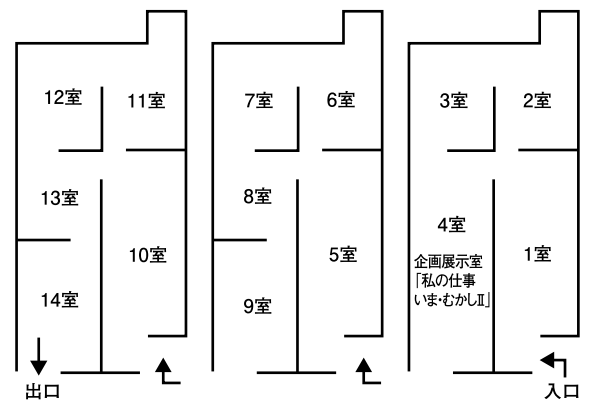 12室
11室
7室
6室
3室
2室
13室
8室
4室
10室
5室
1室
企画展示室
「私の仕事
いま・むかしⅡ」
14室
9室
出口
入口